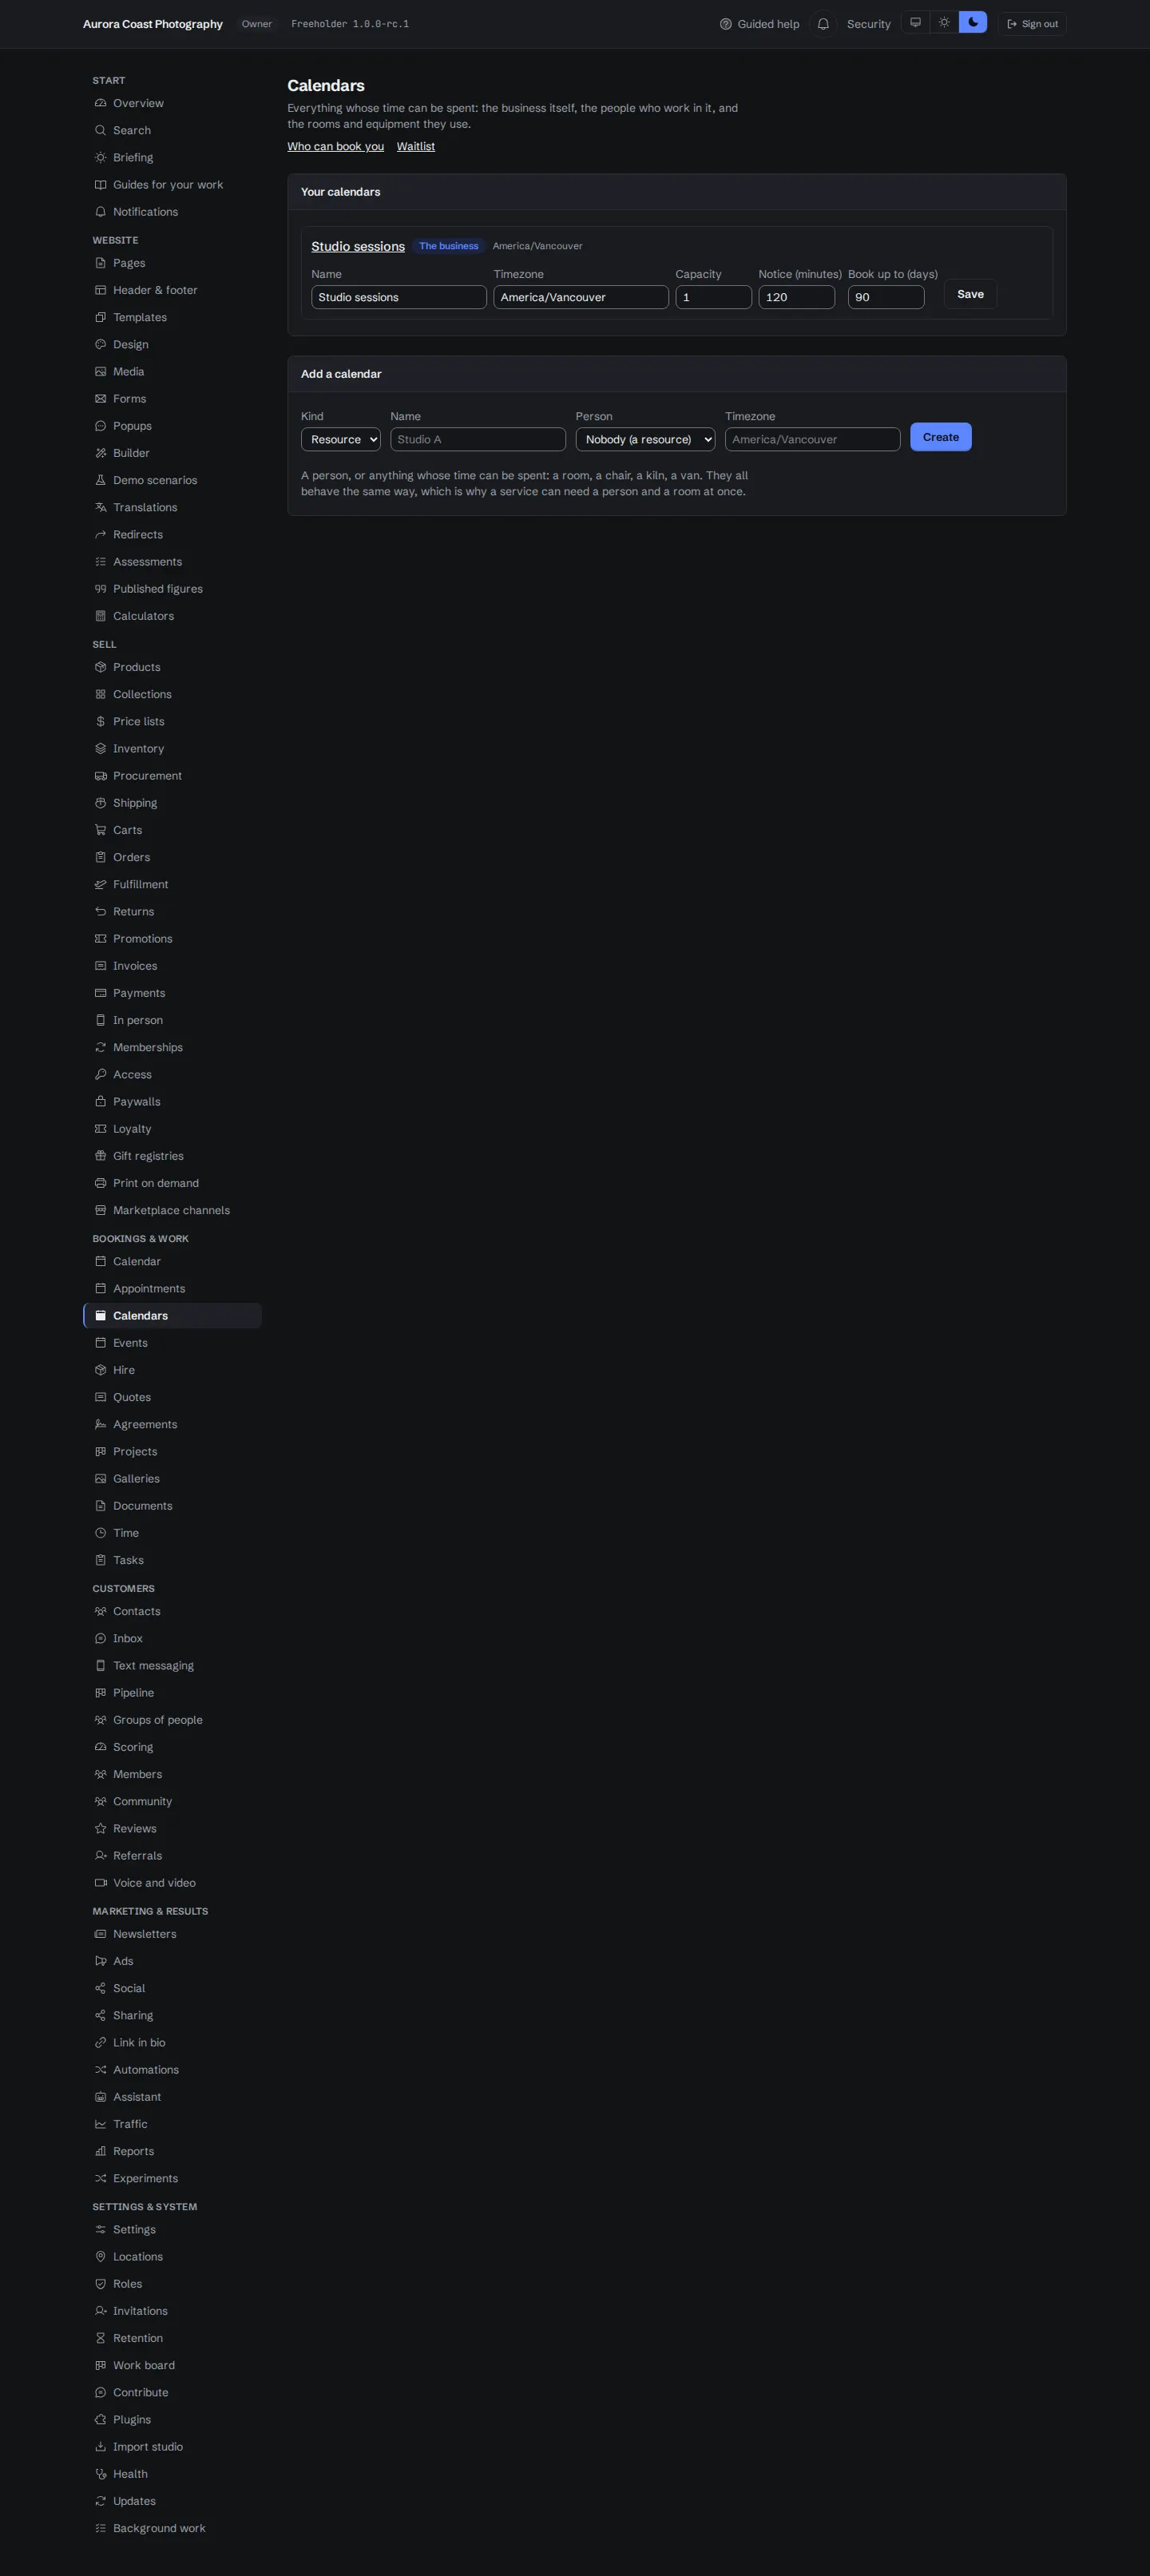 Aurora Coast Photography Owner Freeholder 1.0.0-rc.1 Guided help Security Sign out
START
Overview
Search
Briefing
Guides for your work
Notifications
WEBSITE
Pages
Header & footer
Templates
Design
Media
Forms
Popups
Builder
Demo scenarios
Translations
Redirects
Assessments
Published figures
Calculators
SELL
Products
Collections
Price lists
Inventory
Procurement
Shipping
Carts
Orders
Fulfillment
Returns
Promotions
Invoices
Payments
In person
Memberships
Access
Paywalls
Loyalty
Gift registries
Print on demand
Marketplace channels
BOOKINGS & WORK
Calendar
Appointments
Calendars
Events
Hire
Quotes
Agreements
Projects
Galleries
Documents
Time
Tasks
CUSTOMERS
Contacts
Inbox
Text messaging
Pipeline
Groups of people
Scoring
Members
Community
Reviews
Referrals
Voice and video
MARKETING & RESULTS
Newsletters
Ads
Social
Sharing
Link in bio
Automations
Assistant
Traffic
Reports
Experiments
SETTINGS & SYSTEM
Settings
Locations
Roles
Invitations
Retention
Work board
Contribute
Plugins
Import studio
Health
Updates
Background work
Calendars
Everything whose time can be spent: the business itself, the people who work in it, and
the rooms and equipment they use.
Who can book you Waitlist
Your calendars
Studio sessions The business America/Vancouver
Name Timezone Capacity Notice (minutes) Book up to (days)
Studio sessions America/Vancouver 1 120 90 Save
Add a calendar
Kind Name Person Timezone
Resource Studio A Nobody (a resource) America/Vancouver Create
A person, or anything whose time can be spent: a room, a chair, a kiln, a van. They all
behave the same way, which is why a service can need a person and a room at once.